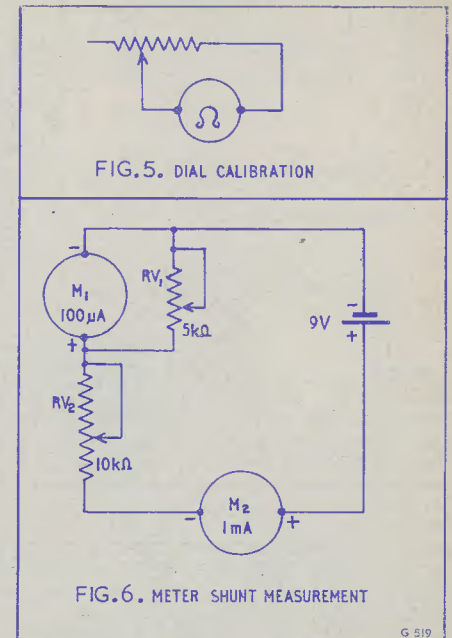 Ω
FIG.5. DIAL CALIBRATION
-
M₁
100μA
+
RV₁
5kΩ
-
9V
+
RV₂
10kΩ
M₂
1mA
-
+
FIG.6. METER SHUNT MEASUREMENT
G 519